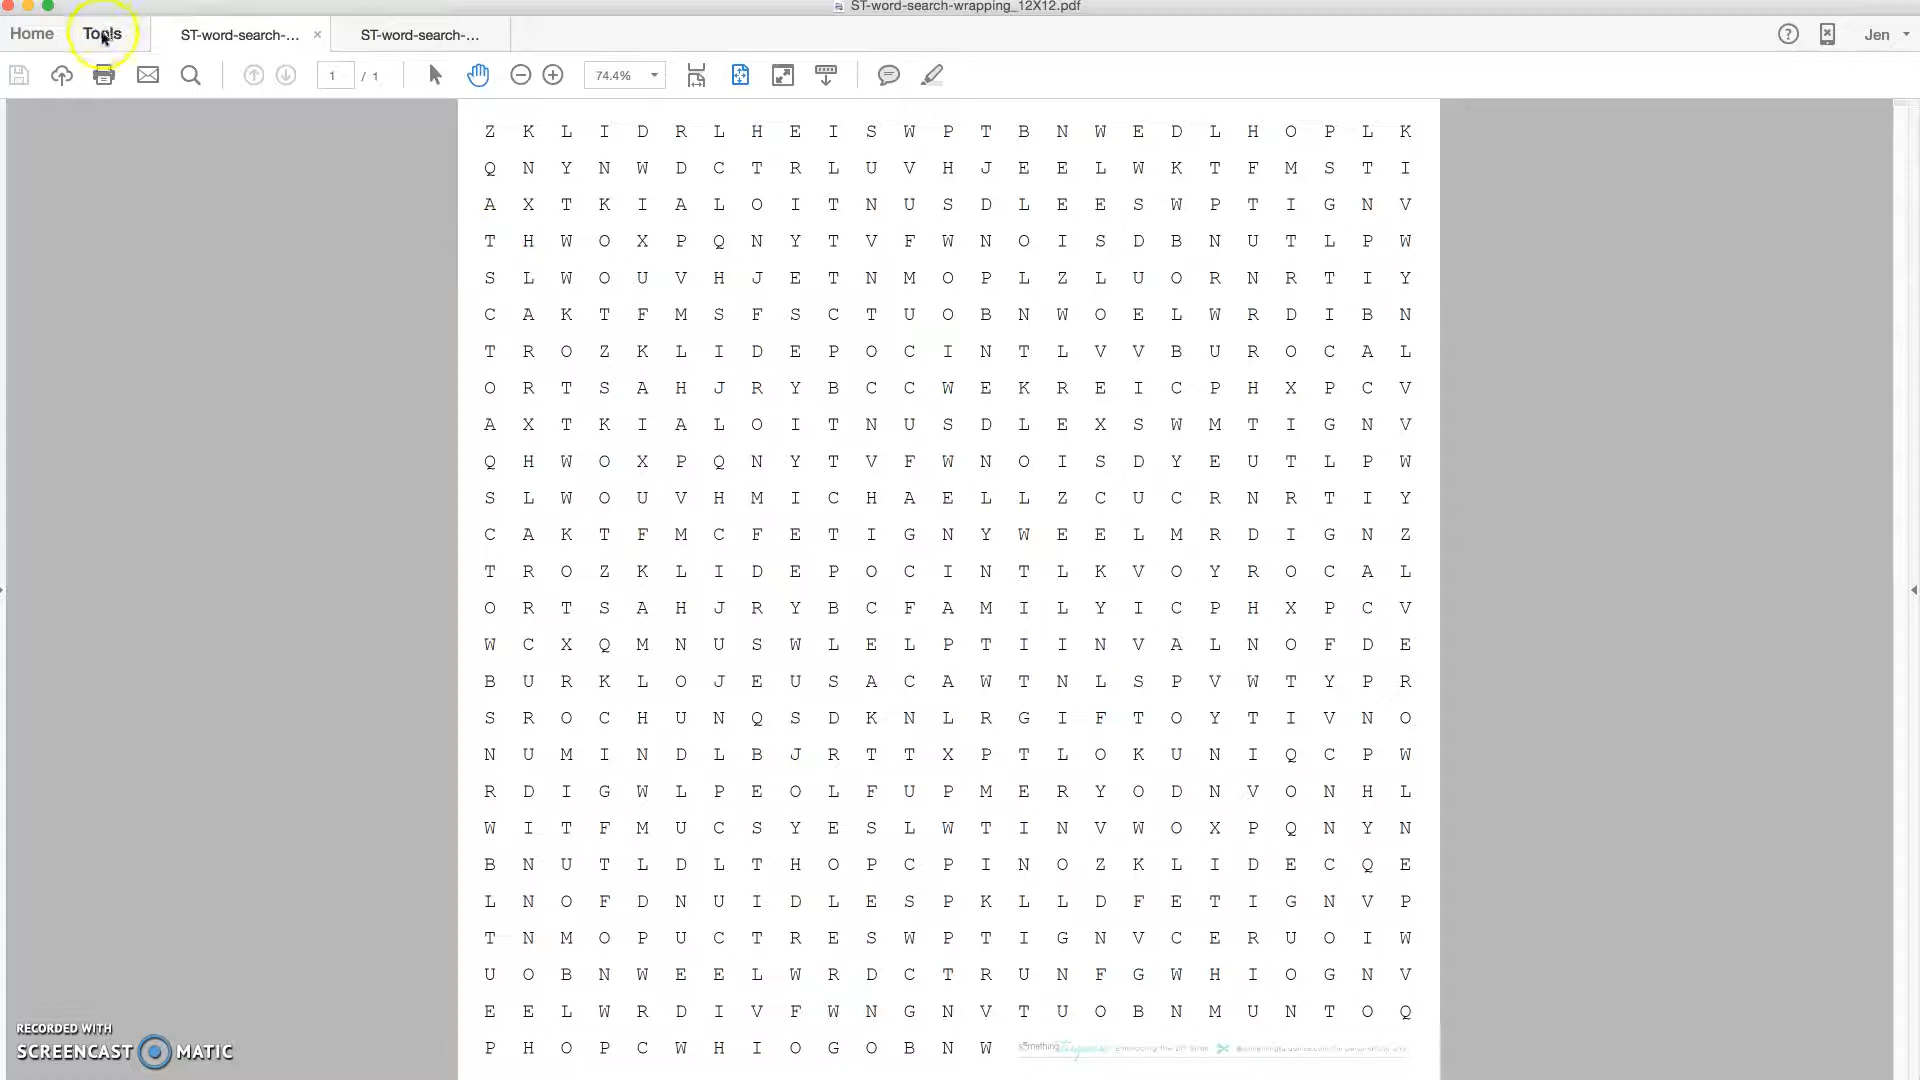 ST-word-search-wrapping_12X12.pdf
Home Tools ST-word-search-... × ST-word-search-... ? Jen
1 / 1 74.4%
Z K L I D R L H E I S W P T B N W E D L H O P L K
Q N Y N W D C T R L U V H J E E L W K T F M S T I
A X T K I A L O I T N U S D L E E S W P T I G N V
T H W O X P Q N Y T V F W N O I S D B N U T L P W
S L W O U V H J E T N M O P L Z L U O R N R T I Y
C A K T F M S F S C T U O B N W O E L W R D I B N
T R O Z K L I D E P O C I N T L V V B U R O C A L
O R T S A H J R Y B C C W E K R E I C P H X P C V
A X T K I A L O I T N U S D L E X S W M T I G N V
Q H W O X P Q N Y T V F W N O I S D Y E U T L P W
S L W O U V H M I C H A E L L Z C U C R N R T I Y
C A K T F M C F E T I G N Y W E E L M R D I G N Z
T R O Z K L I D E P O C I N T L K V O Y R O C A L
O R T S A H J R Y B C F A M I L Y I C P H X P C V
W C X Q M N U S W L E L P T I I N V A L N O F D E
B U R K L O J E U S A C A W T N L S P V W T Y P R
S R O C H U N Q S D K N L R G I F T O Y T I V N O
N U M I N D L B J R T T X P T L O K U N I Q C P W
R D I G W L P E O L F U P M E R Y O D N V O N H L
W I T F M U C S Y E S L W T I N V W O X P Q N Y N
B N U T L D L T H O P C P I N O Z K L I D E C Q E
L N O F D N U I D L E S P K L L D F E T I G N V P
T N M O P U C T R E S W P T I G N V C E R U O I W
U O B N W E E L W R D C T R U N F G W H I O G N V
E E L W R D I V F W N G N V T U O B N M U N T O Q
P H O P C W H I O G O B N W something
RECORDED WITH
SCREENCAST MATIC